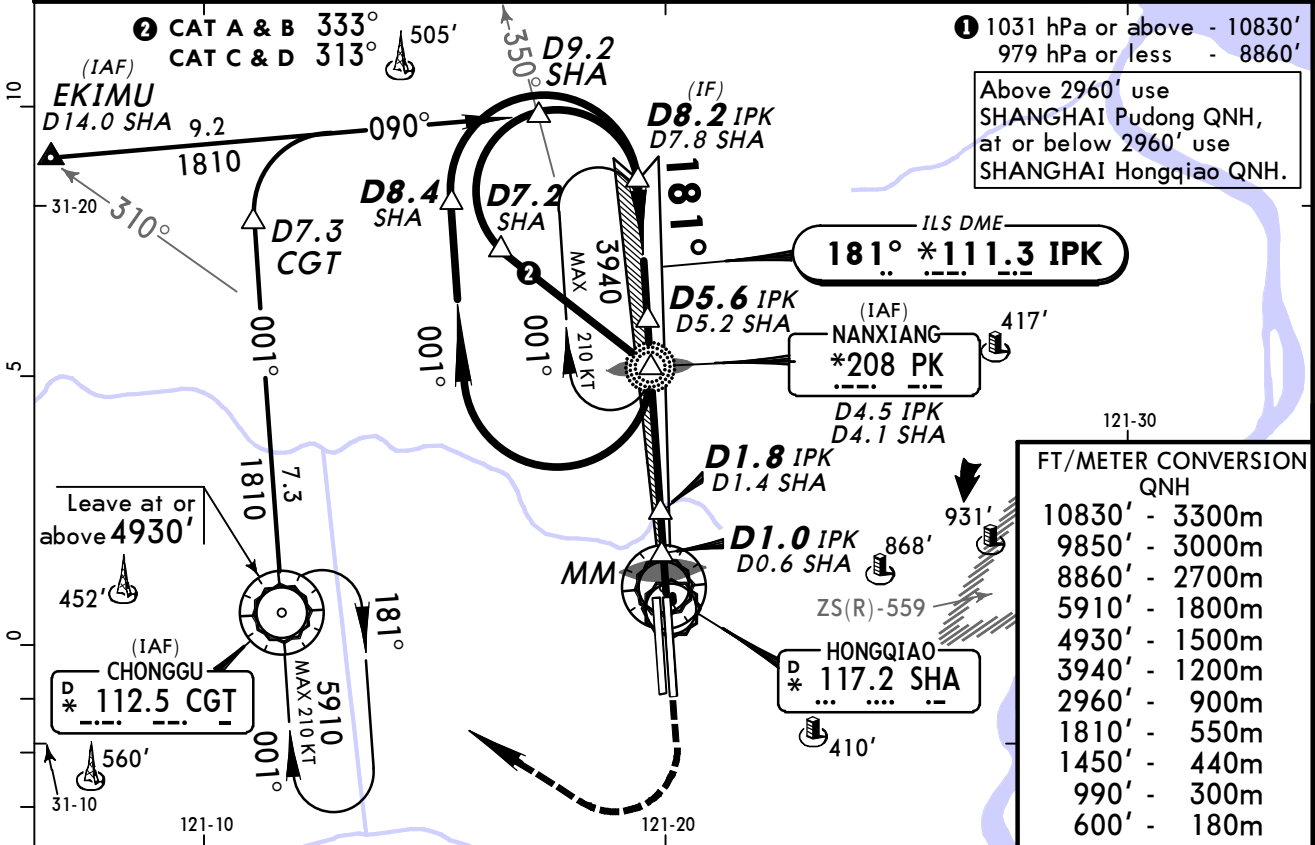 ❷ CAT A & B 333°
CAT C & D 313°
505'
350°
D9.2
SHA
❶ 1031 hPa or above - 10830'
979 hPa or less - 8860'
Above 2960' use
SHANGHAI Pudong QNH,
at or below 2960' use
SHANGHAI Hongqiao QNH.
(IAF)
EKIMU
D14.0 SHA
9.2
1810
090°
(IF)
D8.2 IPK
D7.8 SHA
181°
10
31-20
310°
D7.3
CGT
D8.4
SHA
D7.2
SHA
❷
3940
MAX
210 KT
001°
001°
001°
ILS DME
181° *111.3 IPK
D5.6 IPK
D5.2 SHA
(IAF)
NANXIANG
*208 PK
D4.5 IPK
D4.1 SHA
417'
5
121-30
7.3
1810
Leave at or
above 4930'
452'
D1.8 IPK
D1.4 SHA
D1.0 IPK
D0.6 SHA
MM
931'
868'
ZS(R)-559
0
(IAF)
CHONGGU
D
* 112.5 CGT
181°
5910
MAX 210 KT
001°
HONGQIAO
D
* 117.2 SHA
410'
560'
31-10
121-10
121-20
FT/METER CONVERSION
QNH
10830' - 3300m
9850' - 3000m
8860' - 2700m
5910' - 1800m
4930' - 1500m
3940' - 1200m
2960' - 900m
1810' - 550m
1450' - 440m
990' - 300m
600' - 180m